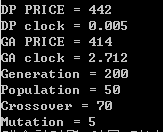 DP PRICE = 442
DP clock = 0.005
GA PRICE = 414
GA clock = 2.712
Generation = 200
Population = 50
Crossover = 70
Mutation = 5